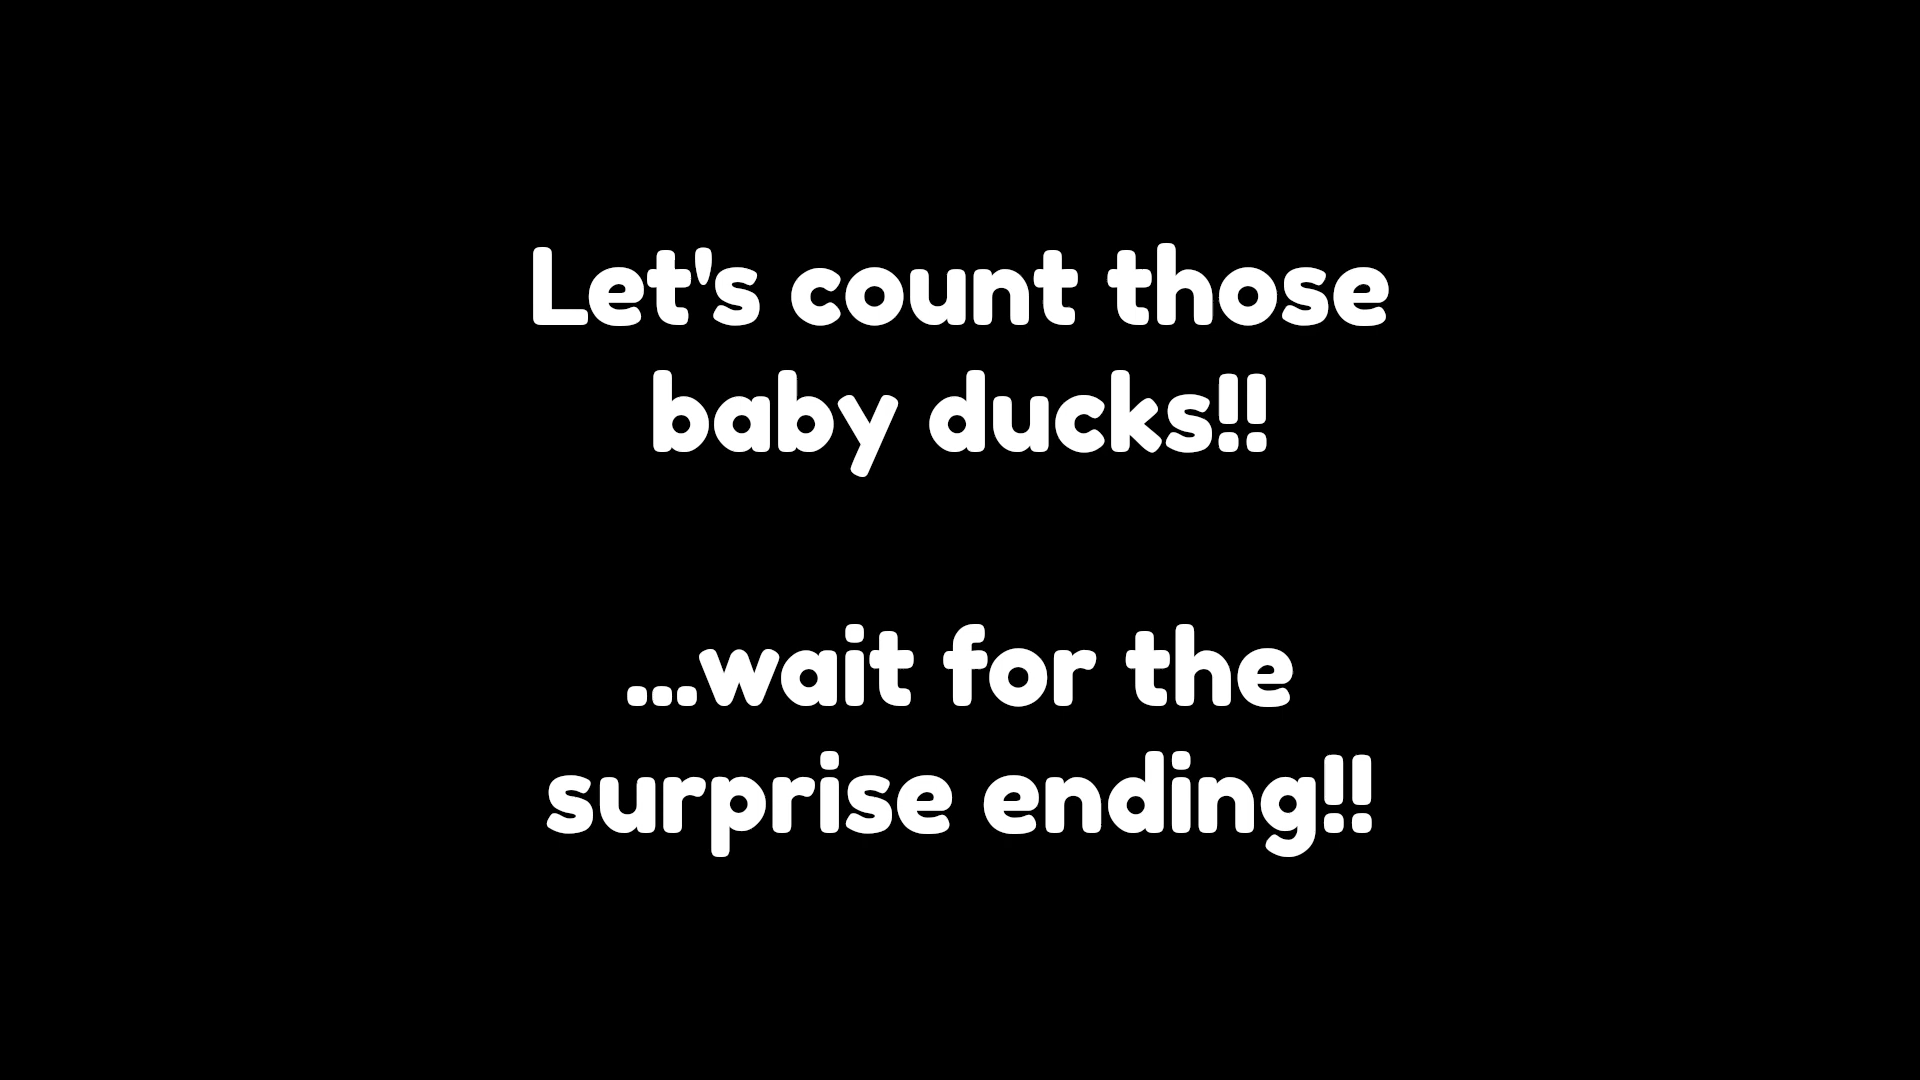 Let's count those
baby ducks!!
...wait for the
surprise ending!!